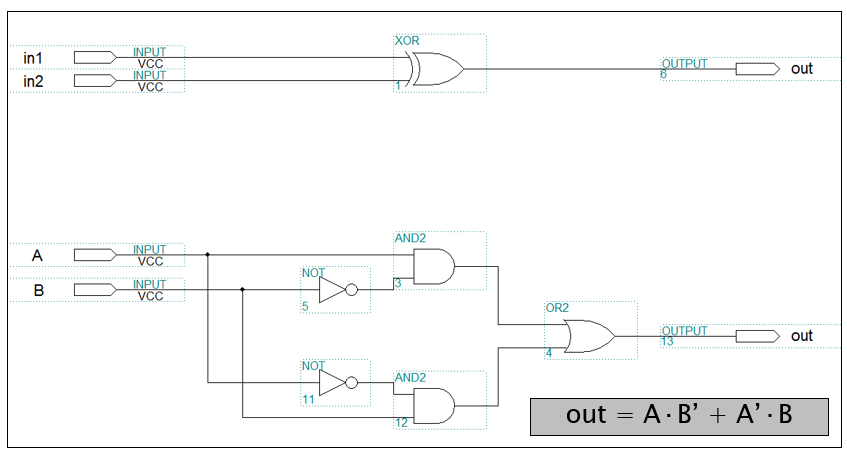 XOR
in1 INPUT
VCC
in2 INPUT
VCC
1
OUTPUT
6
out
AND2
A INPUT
VCC
NOT
3
B INPUT
VCC
5
OR2
OUTPUT
13
out
4
NOT
AND2
11
12
out = A · B’ + A’ · B